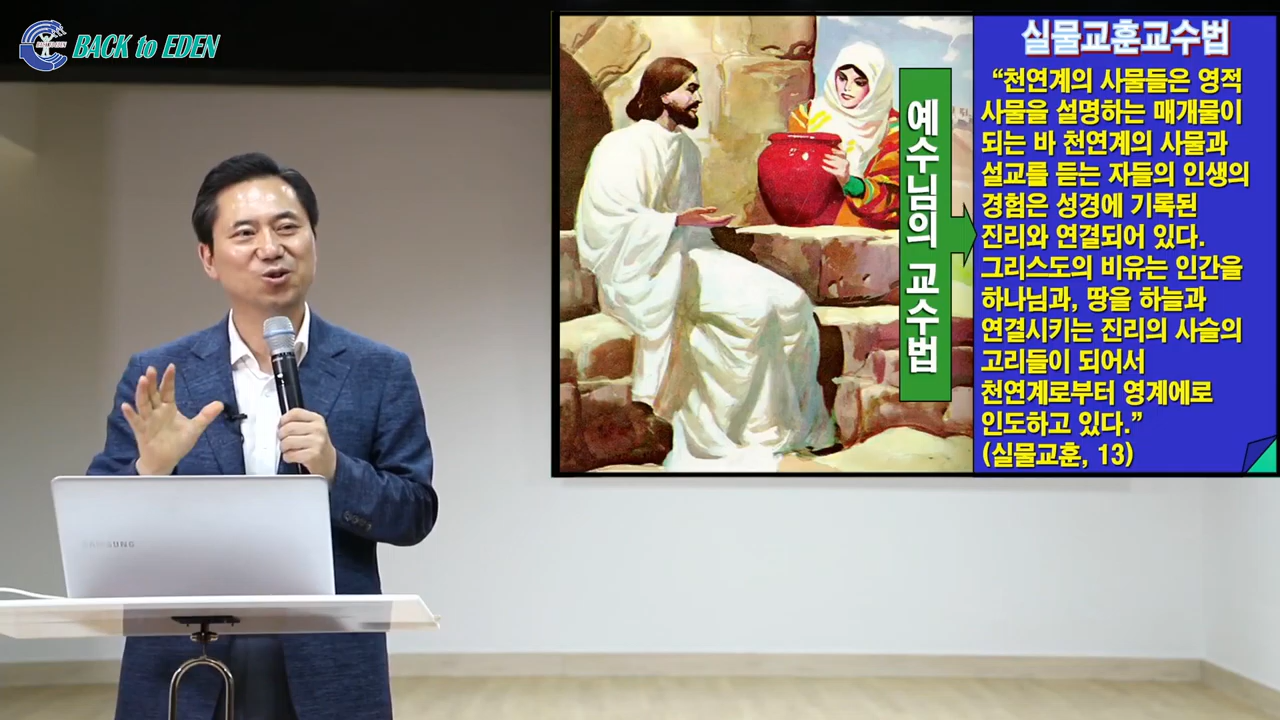 BACK to EDEN
실물교훈교수법
“천연계의 사물들은 영적
사물을 설명하는 매개물이
되는 바 천연계의 사물과
설교를 듣는 자들의 인생의
경험은 성경에 기록된
진리와 연결되어 있다.
그리스도의 비유는 인간을
하나님과, 땅을 하늘과
연결시키는 진리의 사슬의
고리들이 되어서
천연계로부터 영계에로
인도하고 있다.”
(실물교훈, 13)
예수님의 교수법
SAMSUNG